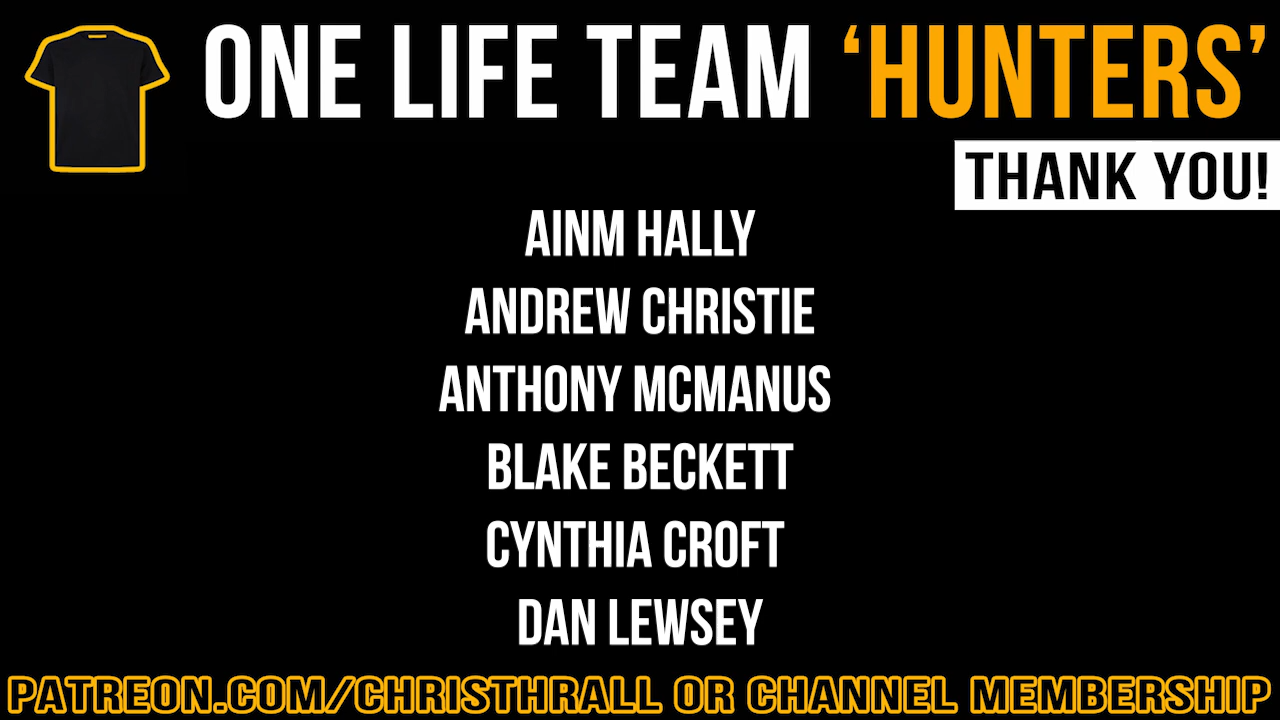 ONE LIFE TEAM ‘HUNTERS’
THANK YOU!
AINM HALLY
ANDREW CHRISTIE
ANTHONY MCMANUS
BLAKE BECKETT
CYNTHIA CROFT
DAN LEWSEY
PATREON.COM/CHRISTHRALL OR CHANNEL MEMBERSHIP